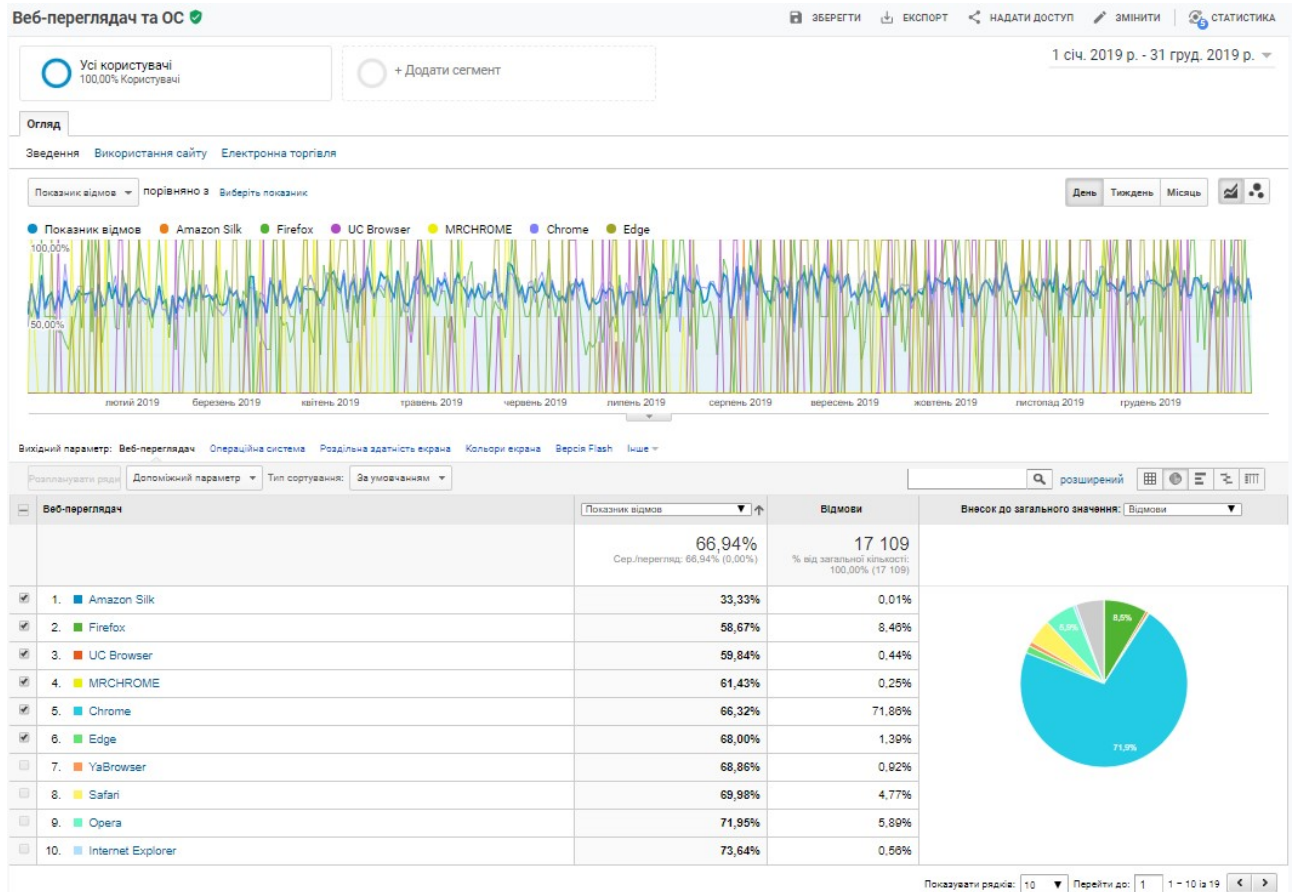 Веб-переглядач та ОС
ЗБЕРЕГТИ ЕКСПОРТ НАДАТИ ДОСТУП ЗМІНИТИ 5 СТАТИСТИКА
Усі користувачі
100,00% Користувачі
+ Додати сегмент
1 січ. 2019 р. - 31 груд. 2019 р.
Огляд
Зведення Використання сайту Електронна торгівля
Показник відмов порівняно з Виберіть показник
День Тиждень Місяць
Показник відмов Amazon Silk Firefox UC Browser MRCHROME Chrome Edge
100,00%
50,00%
лютий 2019 березень 2019 квітень 2019 травень 2019 червень 2019 липень 2019 серпень 2019 вересень 2019 жовтень 2019 листопад 2019 грудень 2019
Вихідний параметр: Веб-переглядач Операційна система Роздільна здатність екрана Кольори екрана Версія Flash Інше
Розпланувати ряди Допоміжний параметр Тип сортування: За умовчанням розширений
Веб-переглядач Показник відмов Відмови Внесок до загального значення: Відмови
66,94% 17 109
Сер./перегляд: 66,94% (0,00%) % від загальної кількості: 100,00% (17 109)
1. Amazon Silk 33,33% 0,01%
2. Firefox 58,67% 8,46%
3. UC Browser 59,84% 0,44%
4. MRCHROME 61,43% 0,25%
5. Chrome 66,32% 71,86%
6. Edge 68,00% 1,39%
7. YaBrowser 68,86% 0,92%
8. Safari 69,98% 4,77%
9. Opera 71,95% 5,89%
10. Internet Explorer 73,64% 0,56%
8,5%
71,9%
Показувати рядків: 10 Перейти до: 1 1 – 10 із 19